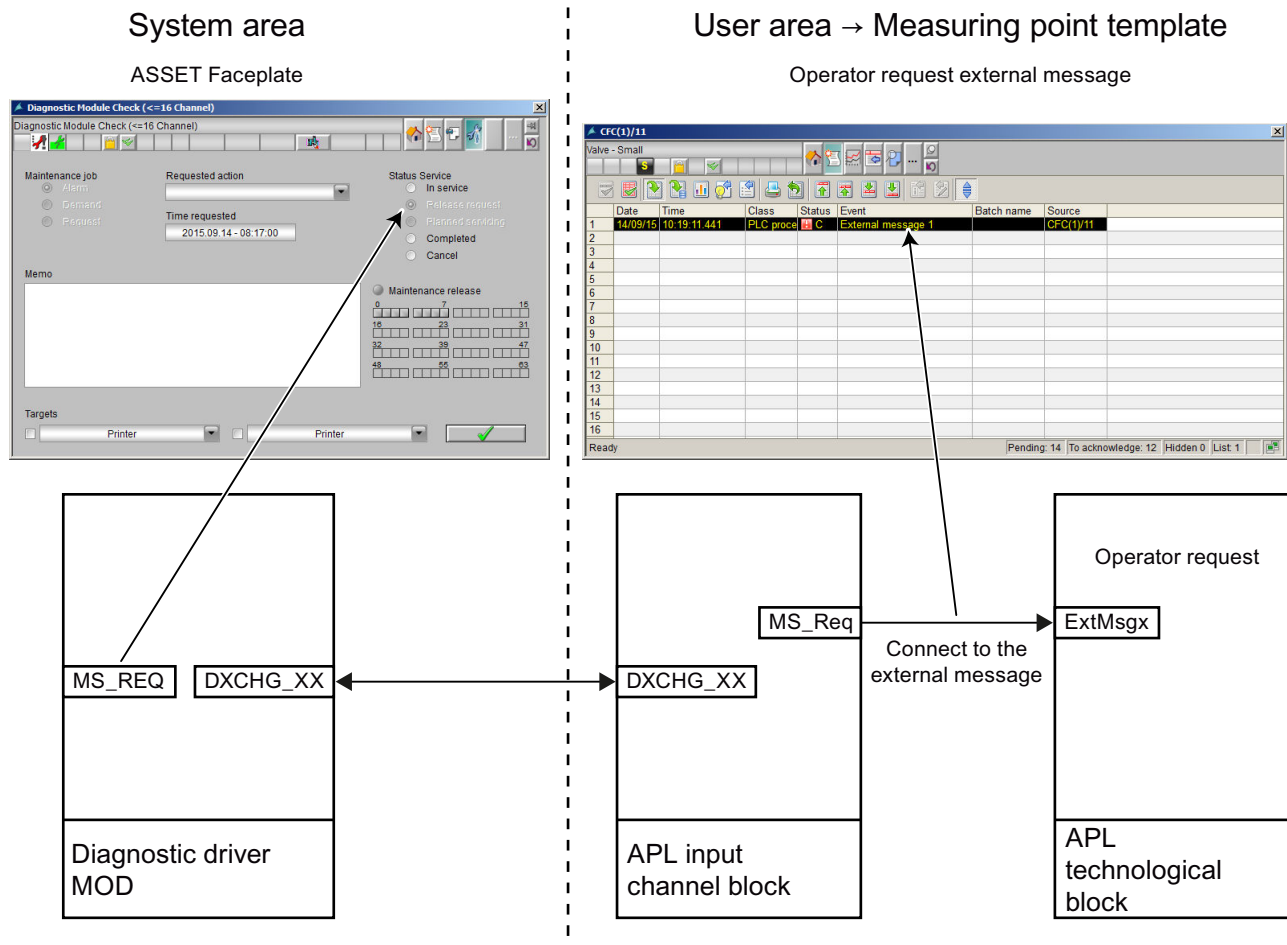 System area
User area → Measuring point template
ASSET Faceplate
Operator request external message
Diagnostic Module Check (<=16 Channel)
Diagnostic Module Check (<=16 Channel)
...
Maintenance job
Alarm
Demand
Request
Requested action
Time requested
2015.09.14 - 08:17:00
Status Service
In service
Release request
Planned servicing
Completed
Cancel
Memo
Maintenance release
0 7 15
16 23 31
32 39 47
48 55 63
Targets
Printer
Printer
CFC(1)/11
Valve - Small
S
...
Date Time Class Status Event Batch name Source
1 14/09/15 10:19:11.441 PLC proce C External message 1 CFC(1)/11
2
3
4
5
6
7
8
9
10
11
12
13
14
15
16
Ready
Pending: 14 To acknowledge: 12 Hidden 0 List: 1
MS_REQ
DXCHG_XX
Diagnostic driver
MOD
MS_Req
DXCHG_XX
APL input
channel block
Connect to the
external message
Operator request
ExtMsgx
APL
technological
block